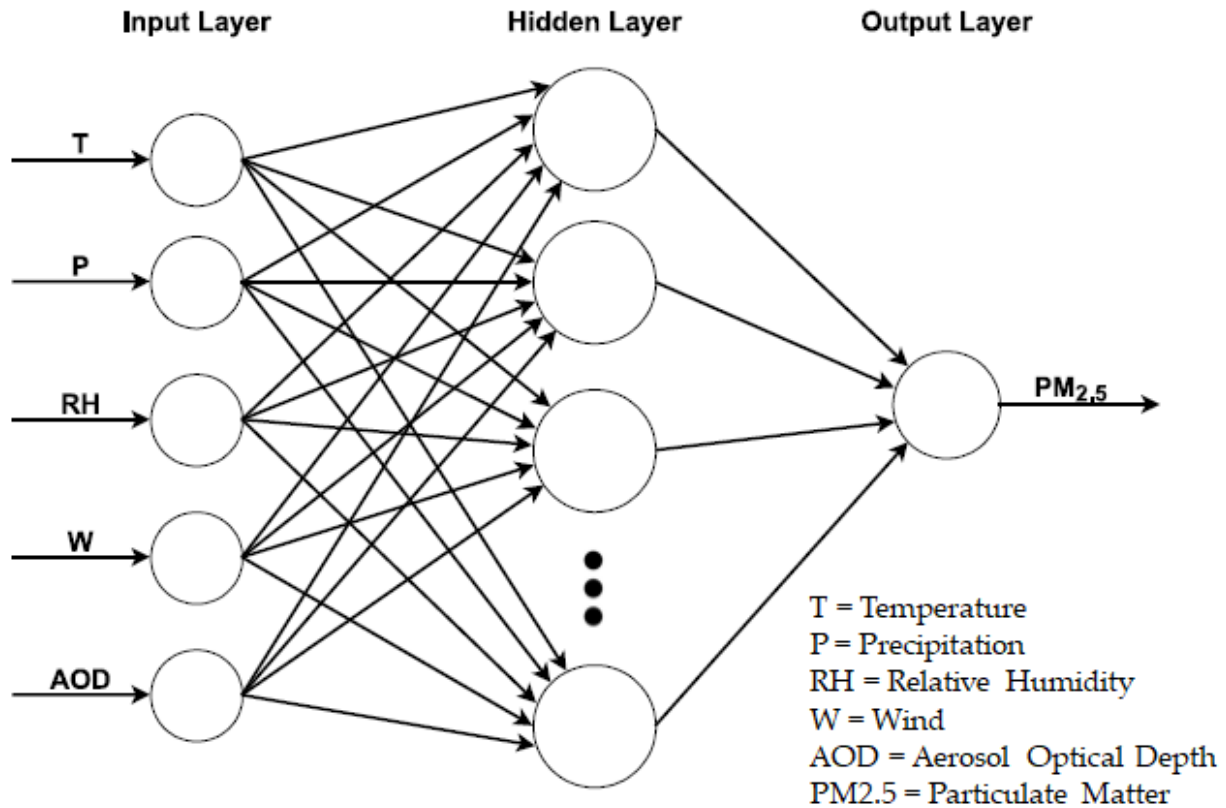 Input Layer
Hidden Layer
Output Layer
T
P
RH
W
AOD
PM2,5
T = Temperature
P = Precipitation
RH = Relative Humidity
W = Wind
AOD = Aerosol Optical Depth
PM2.5 = Particulate Matter